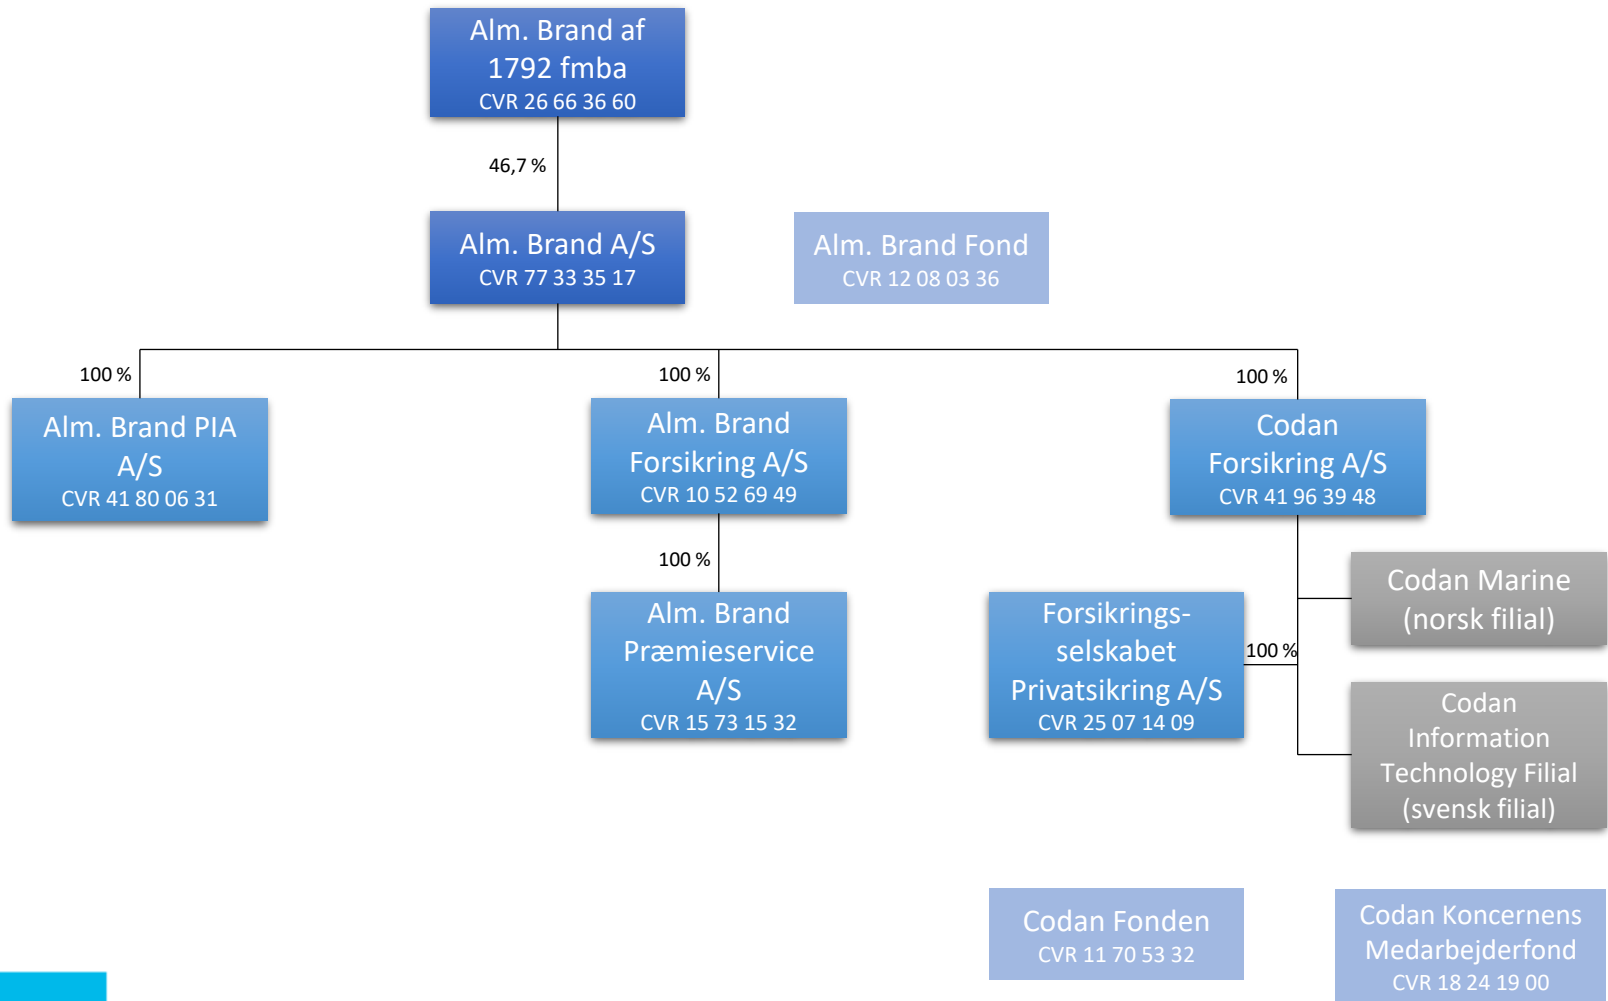 Alm. Brand af
1792 fmba
CVR 26 66 36 60
46,7 %
Alm. Brand A/S
CVR 77 33 35 17
Alm. Brand Fond
CVR 12 08 03 36
100 %
100 %
100 %
Alm. Brand PIA
A/S
CVR 41 80 06 31
Alm. Brand
Forsikring A/S
CVR 10 52 69 49
Codan
Forsikring A/S
CVR 41 96 39 48
100 %
Alm. Brand
Præmieservice
A/S
CVR 15 73 15 32
Forsikrings-
selskabet
Privatsikring A/S
CVR 25 07 14 09
100 %
Codan Marine
(norsk filial)
Codan
Information
Technology Filial
(svensk filial)
Codan Fonden
CVR 11 70 53 32
Codan Koncernens
Medarbejderfond
CVR 18 24 19 00